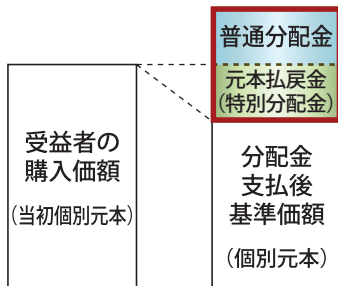 普通分配金
元本払戻金
(特別分配金)
受益者の
購入価額
(当初個別元本)
分配金
支払後
基準価額
(個別元本)